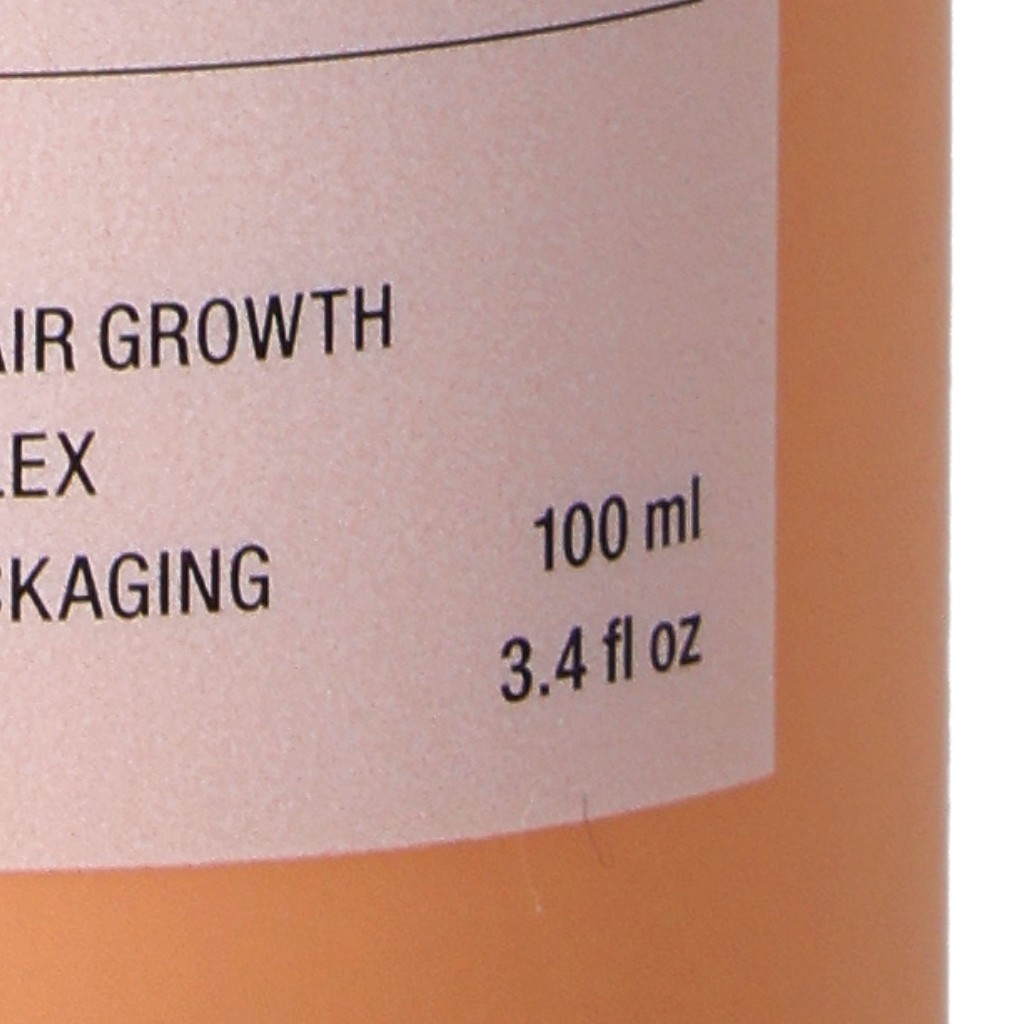 AIR GROWTH
LEX
CKAGING
100 ml
3.4 fl oz